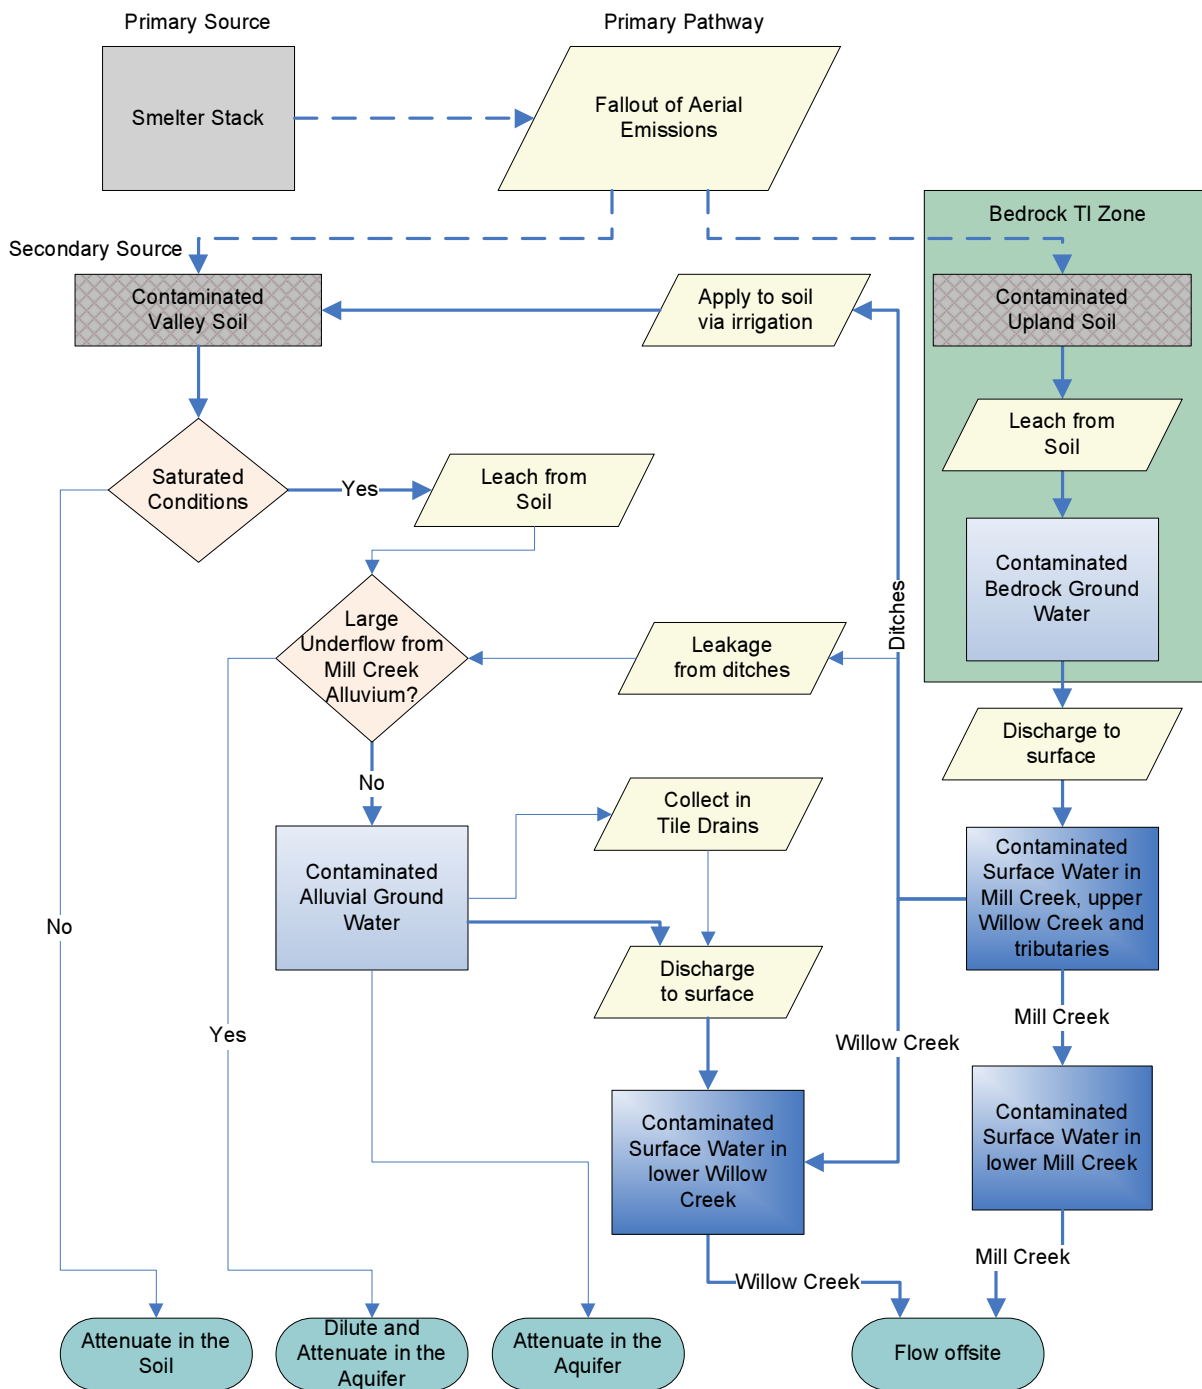 Primary Source
Primary Pathway
Smelter Stack
Fallout of Aerial
Emissions
Bedrock TI Zone
Secondary Source
Contaminated
Valley Soil
Apply to soil
via irrigation
Contaminated
Upland Soil
Leach from
Soil
Saturated
Conditions
Yes
Leach from
Soil
Contaminated
Bedrock Ground
Water
Ditches
Large
Underflow from
Mill Creek
Alluvium?
Leakage
from ditches
Discharge to
surface
No
Collect in
Tile Drains
Contaminated
Alluvial Ground
Water
Contaminated
Surface Water in
Mill Creek, upper
Willow Creek and
tributaries
No
Discharge
to surface
Yes
Willow Creek
Mill Creek
Contaminated
Surface Water in
lower Willow
Creek
Contaminated
Surface Water in
lower Mill Creek
Willow Creek
Mill Creek
Attenuate in the
Soil
Dilute and
Attenuate in the
Aquifer
Attenuate in the
Aquifer
Flow offsite